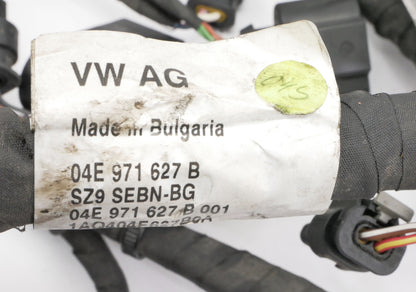 VW AG
Made in Bulgaria
04E 971 627 B
SZ9 SEBN-BG
04E 971 627 B 001